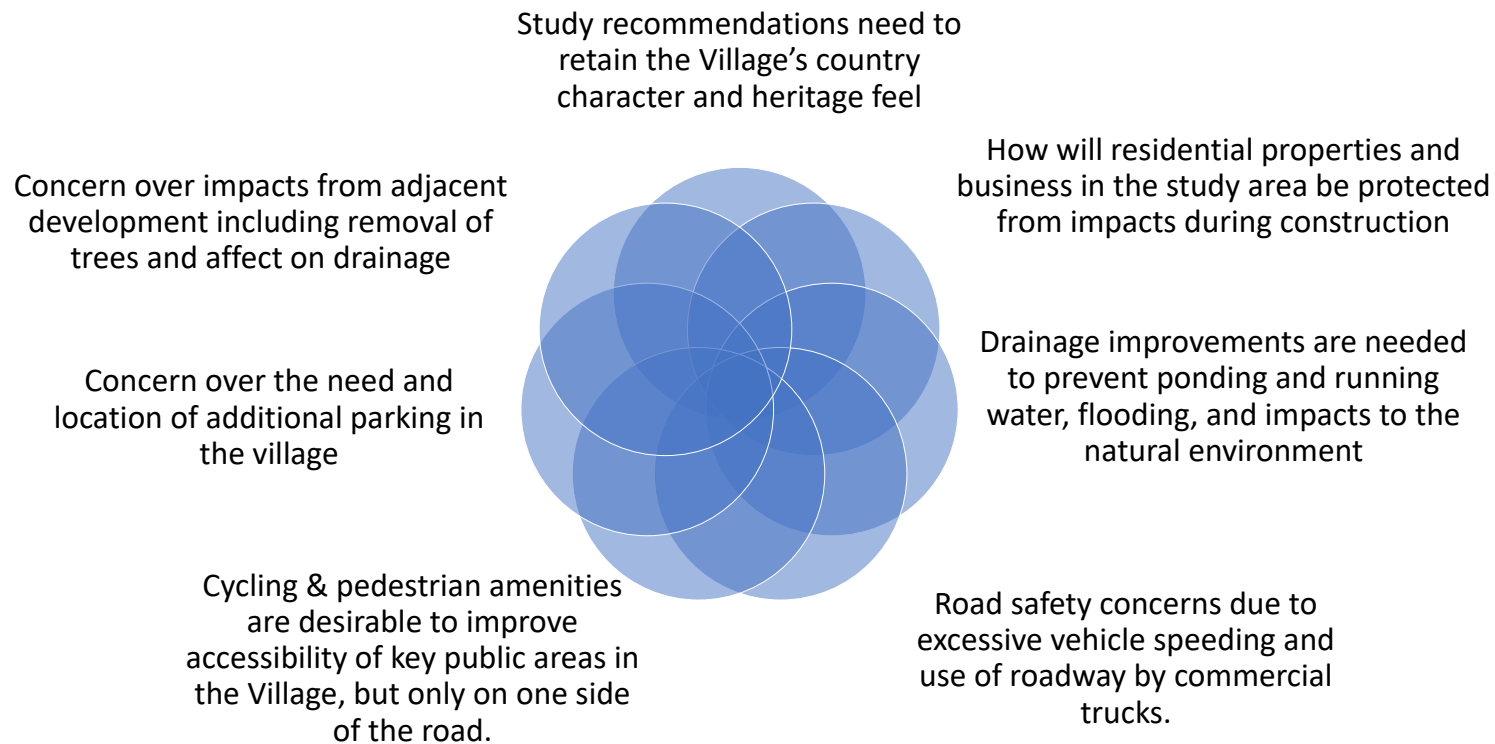 Study recommendations need to
retain the Village’s country
character and heritage feel
How will residential properties and
business in the study area be protected
from impacts during construction
Drainage improvements are needed
to prevent ponding and running
water, flooding, and impacts to the
natural environment
Road safety concerns due to
excessive vehicle speeding and
use of roadway by commercial
trucks.
Cycling & pedestrian amenities
are desirable to improve
accessibility of key public areas in
the Village, but only on one side
of the road.
Concern over the need and
location of additional parking in
the village
Concern over impacts from adjacent
development including removal of
trees and affect on drainage